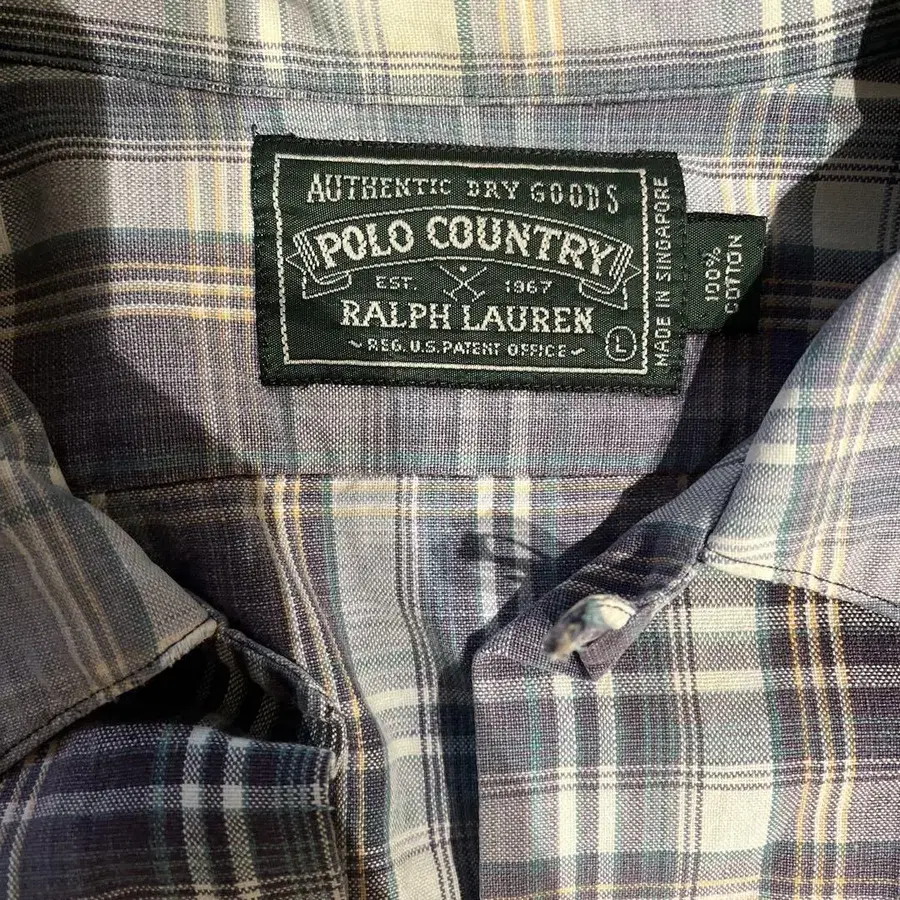 AUTHENTIC DRY GOODS
POLO COUNTRY
EST. 1967
RALPH LAUREN
REG. U.S. PATENT OFFICE
L
MADE IN SINGAPORE
100%
COTTON